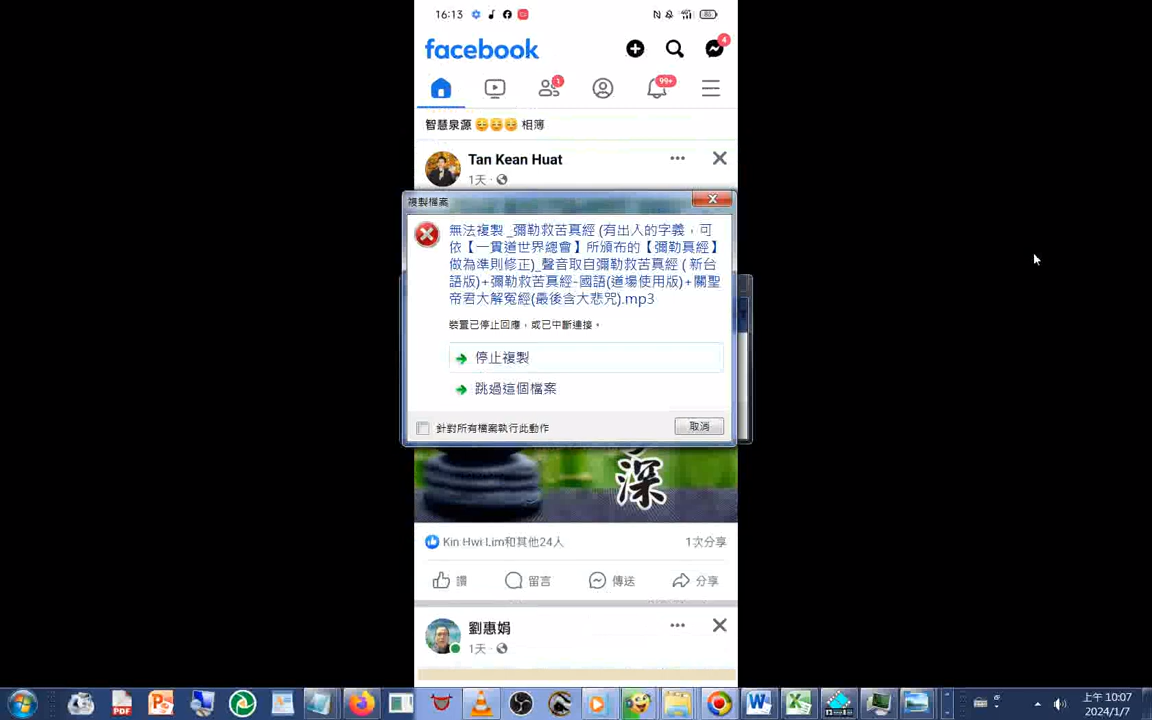 16:13
facebook
4
1
99+
智慧泉源 😌😌😌 相簿
Tan Kean Huat
1天
複製檔案
無法複製 _彌勒救苦真經 (有出入的字義，可
依【一貫道世界總會】所頒布的【彌勒真經】
做為準則修正)_聲音取自彌勒救苦真經 ( 新台
語版)+彌勒救苦真經-國語(道場使用版)+關聖
帝君大解冤經(最後含大悲咒).mp3
裝置已停止回應，或已中斷連接。
停止複製
跳過這個檔案
針對所有檔案執行此動作
取消
深
Kin Hwi Lim和其他24人
1次分享
讚
留言
傳送
分享
劉惠娟
1天
PDF
上午 10:07
2024/1/7